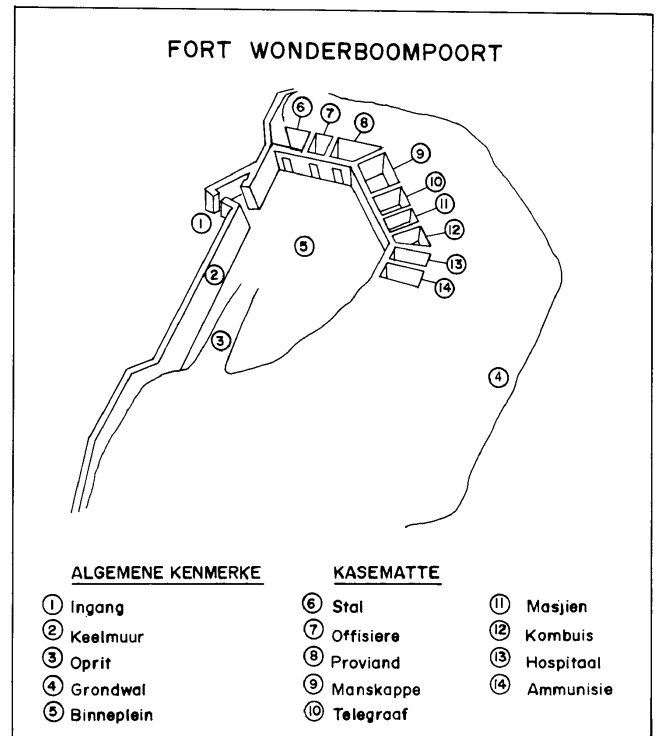 FORT WONDERBOOMPOORT
6
7
8
9
10
11
12
13
14
1
2
3
4
5
ALGEMENE KENMERKE
1 Ingang
2 Keelmuur
3 Oprit
4 Grondwal
5 Binneplein
KASEMATTE
6 Stal
7 Offisiere
8 Proviand
9 Manskappe
10 Telegraaf
11 Masjien
12 Kombuis
13 Hospitaal
14 Ammunisie